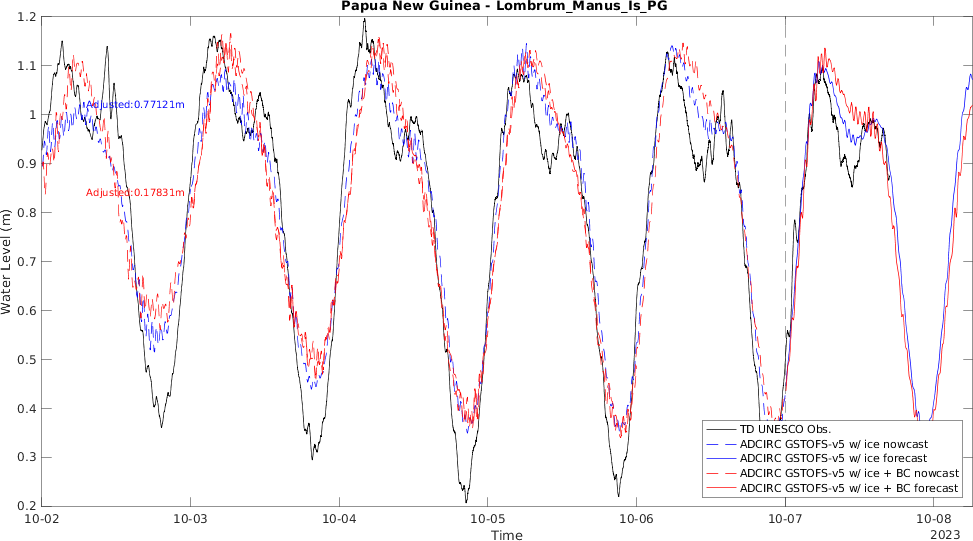 Papua New Guinea - Lombrum_Manus_Is_PG
1.2
1.1
1
0.9
0.8
0.7
0.6
0.5
0.4
0.3
0.2
Water Level (m)
Adjusted:0.77121m
Adjusted:0.17831m
TD UNESCO Obs.
ADCIRC GSTOFS-v5 w/ ice nowcast
ADCIRC GSTOFS-v5 w/ ice forecast
ADCIRC GSTOFS-v5 w/ ice + BC nowcast
ADCIRC GSTOFS-v5 w/ ice + BC forecast
10-02 10-03 10-04 10-05 10-06 10-07 10-08
Time 2023